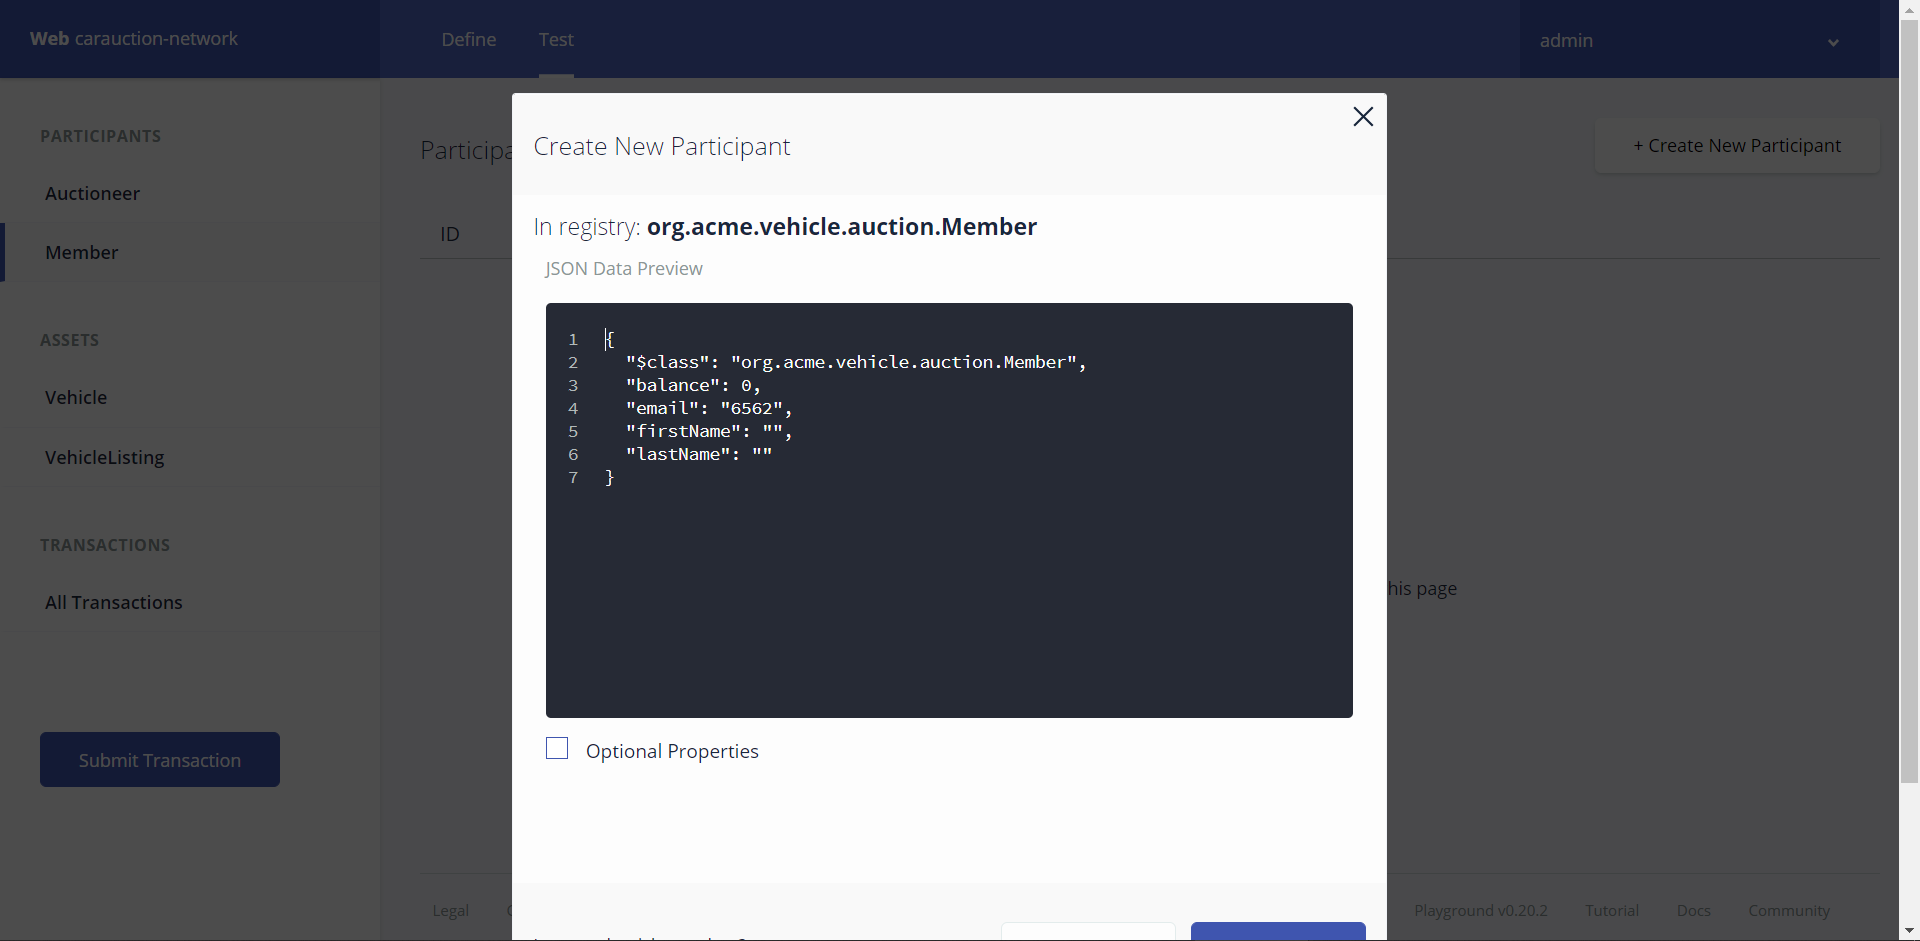 Web carauction-network
Define
Test
admin
PARTICIPANTS
Auctioneer
Member
ASSETS
Vehicle
VehicleListing
TRANSACTIONS
All Transactions
Submit Transaction
+ Create New Participant
ID
Create New Participant
In registry: org.acme.vehicle.auction.Member
JSON Data Preview
1 {
2 "$class": "org.acme.vehicle.auction.Member",
3 "balance": 0,
4 "email": "6562",
5 "firstName": "",
6 "lastName": ""
7 }
Optional Properties
his page
Legal
Playground v0.20.2
Tutorial
Docs
Community